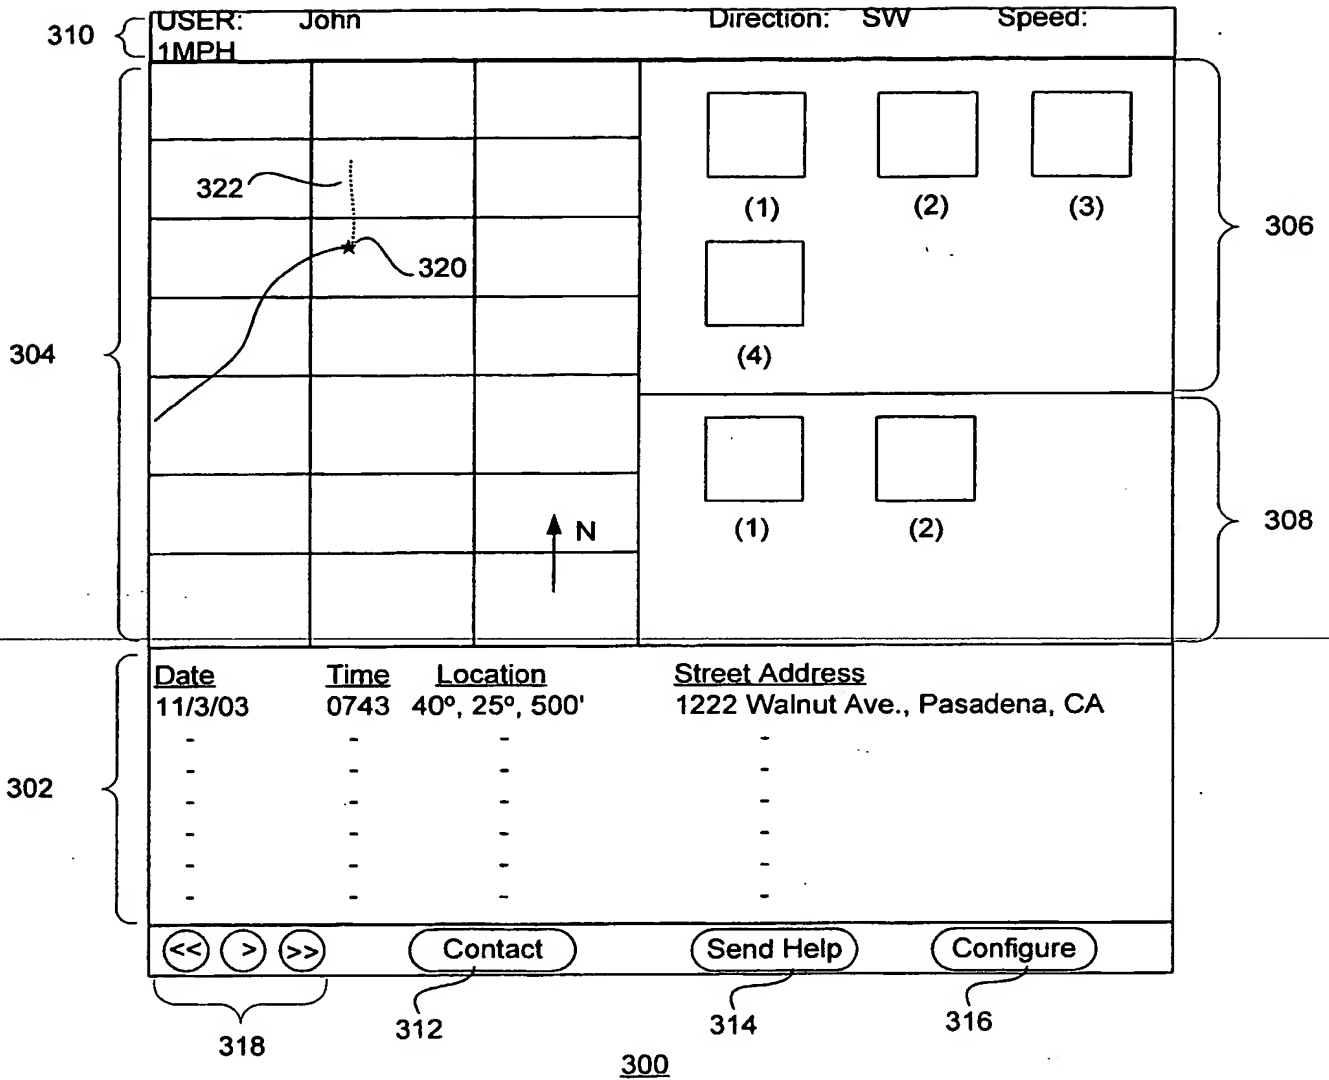 310 USER: John Direction: SW Speed:
1MPH
322
(1) (2) (3)
306
320
304
(4)
N
(1) (2)
308
Date Time Location Street Address
11/3/03 0743 40º, 25º, 500' 1222 Walnut Ave., Pasadena, CA
- - - -
- - - -
302
- - - -
- - - -
- - - -
- - - -
<< > >> Contact Send Help Configure
318 312 314 316
300